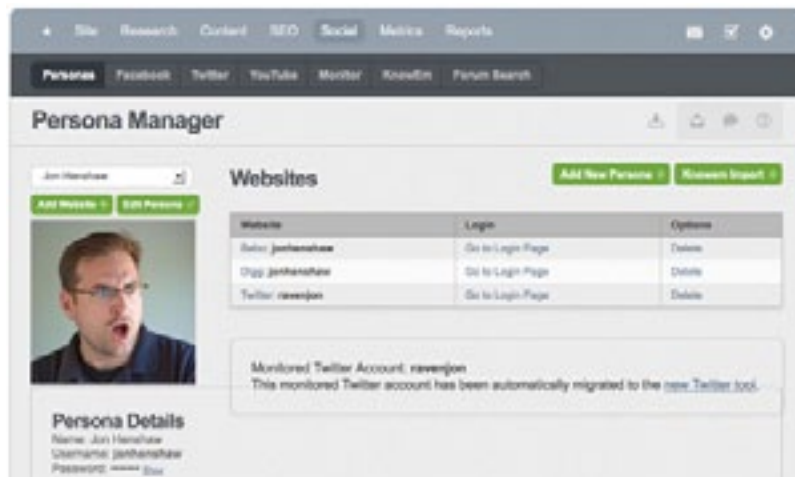 Site Research Content SEO Social Metrics Reports
Personas Facebook Twitter YouTube Monitor KnowEm Forum Search
Persona Manager
Jon Henshaw
Add Website Edit Persona
Websites
Add New Persona Knowem Import
Website Login Options
Bebo: jonhenshaw Go to Login Page Delete
Digg: jonhenshaw Go to Login Page Delete
Twitter: ravenjon Go to Login Page Delete
Monitored Twitter Account: ravenjon
This monitored Twitter account has been automatically migrated to the new Twitter tool.
Persona Details
Name: Jon Henshaw
Username: jonhenshaw
Password: ****** Show